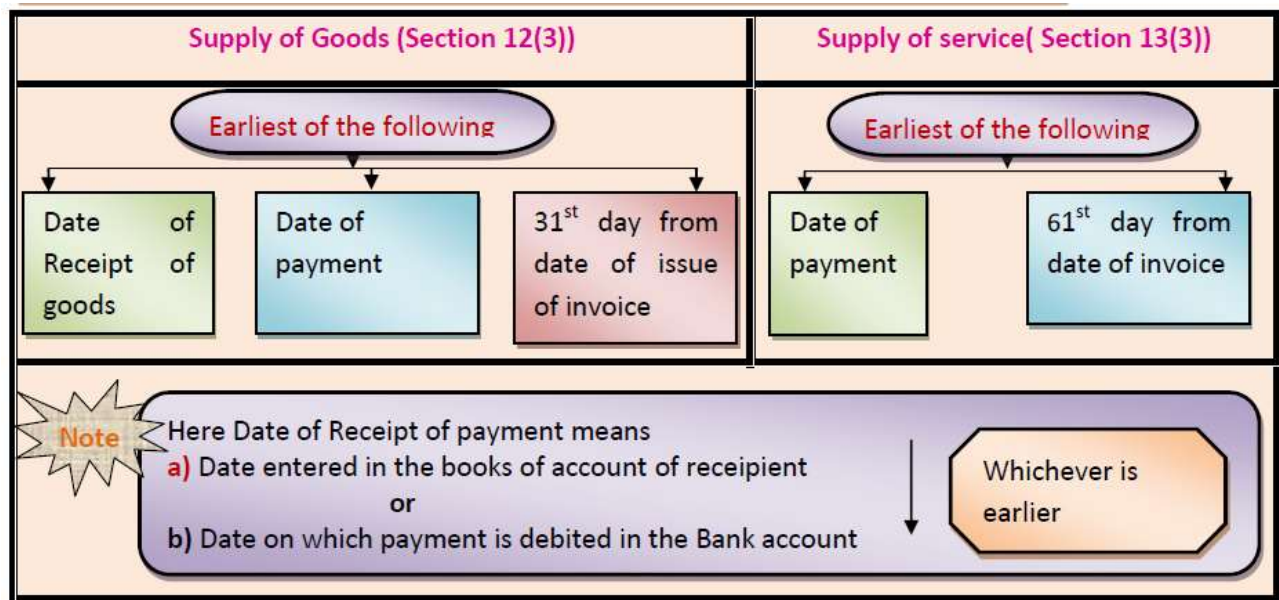 Supply of Goods (Section 12(3))
Supply of service( Section 13(3))
Earliest of the following
Date of
Receipt of
goods
Date of
payment
31st day from
date of issue
of invoice
Earliest of the following
Date of
payment
61st day from
date of invoice
Note
Here Date of Receipt of payment means
a) Date entered in the books of account of receipient
or
b) Date on which payment is debited in the Bank account
Whichever is
earlier